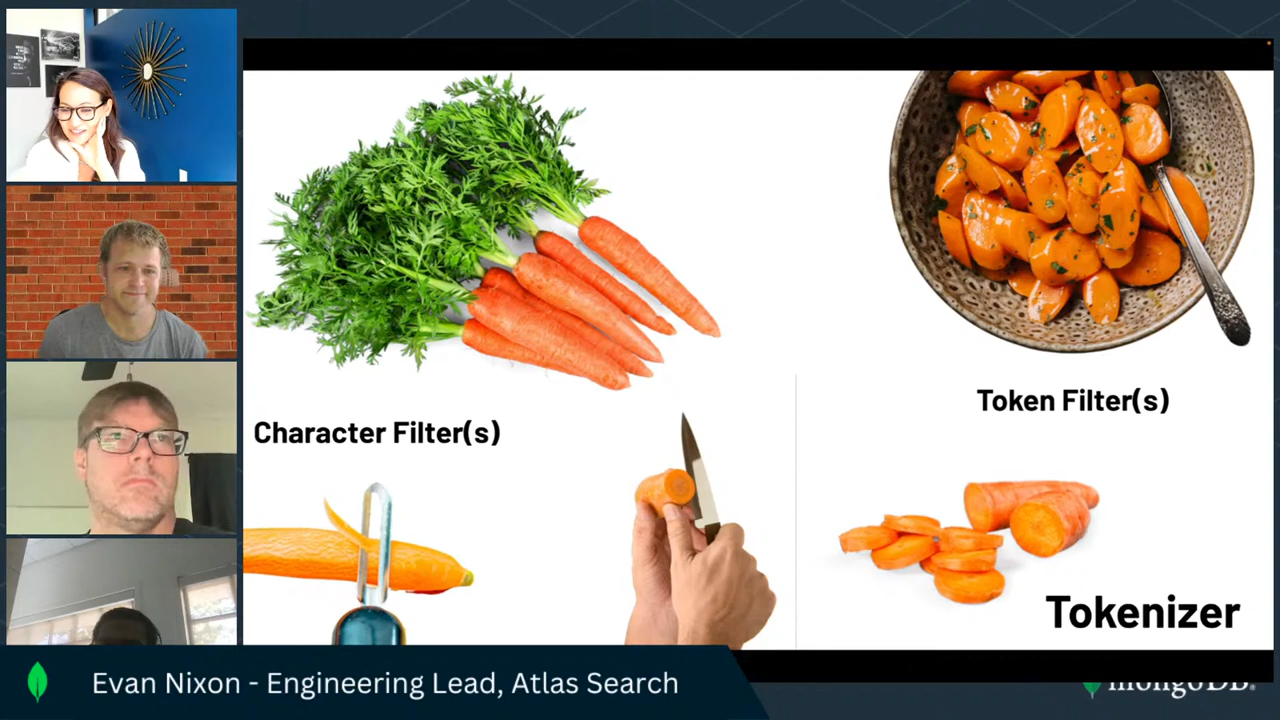 Character Filter(s)
Token Filter(s)
Tokenizer
Evan Nixon - Engineering Lead, Atlas Search
mongoDB®